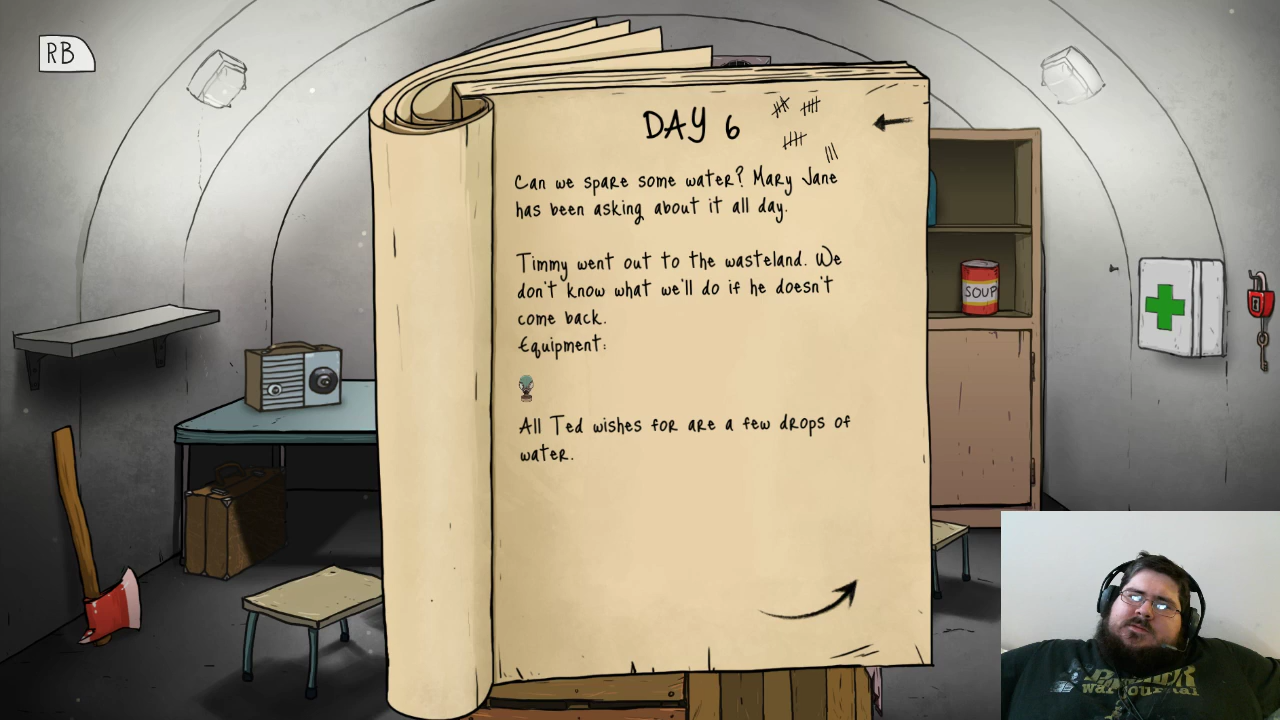 RB
DAY 6
Can we spare some water? Mary Jane
has been asking about it all day.
Timmy went out to the wasteland. We
don't know what we'll do if he doesn't
come back.
Equipment:
All Ted wishes for are a few drops of
water.
SOUP
war journal